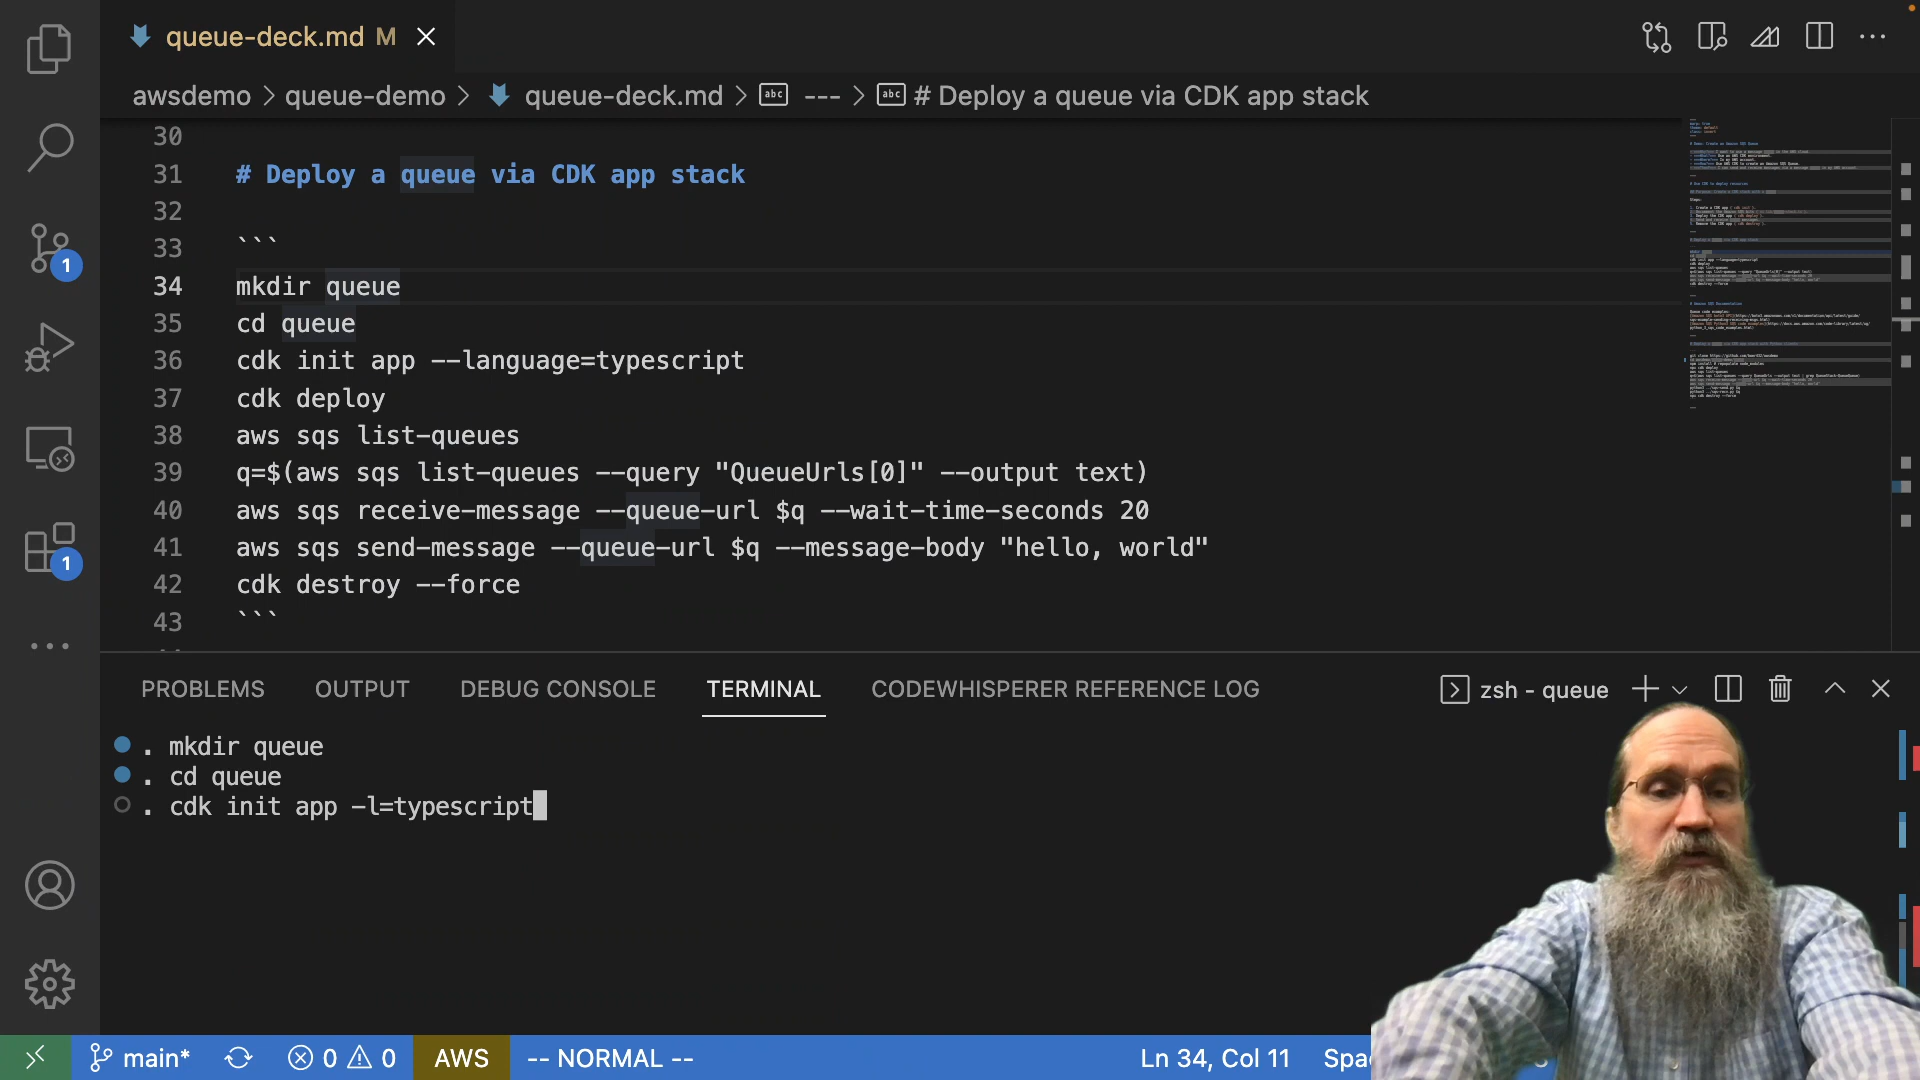 queue-deck.md M
awsdemo > queue-demo > queue-deck.md > abc --- > abc # Deploy a queue via CDK app stack
30
31 # Deploy a queue via CDK app stack
32
33 ```
34 mkdir queue
35 cd queue
36 cdk init app --language=typescript
37 cdk deploy
38 aws sqs list-queues
39 q=$(aws sqs list-queues --query "QueueUrls[0]" --output text)
40 aws sqs receive-message --queue-url $q --wait-time-seconds 20
41 aws sqs send-message --queue-url $q --message-body "hello, world"
42 cdk destroy --force
43 ```
1
1
PROBLEMS OUTPUT DEBUG CONSOLE TERMINAL CODEWHISPERER REFERENCE LOG zsh - queue
. mkdir queue
. cd queue
. cdk init app -l=typescript
main* 0 0 AWS -- NORMAL -- Ln 34, Col 11